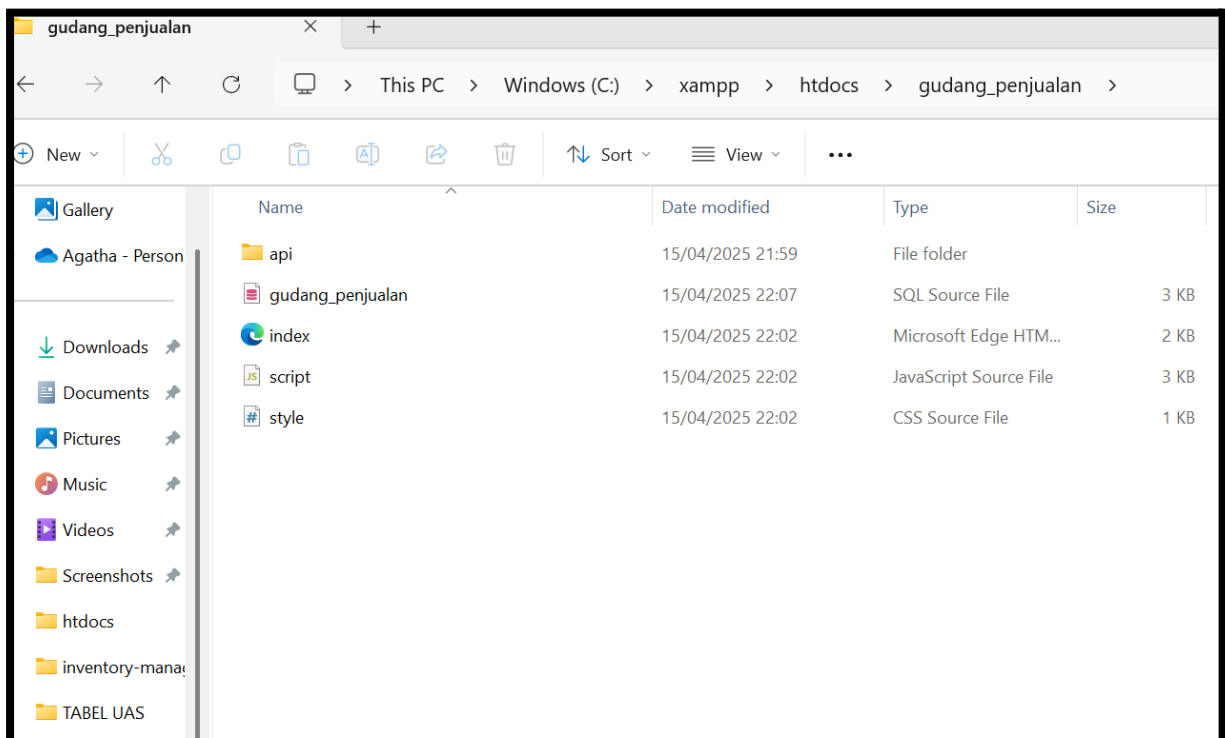 gudang_penjualan
This PC > Windows (C:) > xampp > htdocs > gudang_penjualan >
New Sort View ...
Name Date modified Type Size
Gallery
Agatha - Person
Downloads
Documents
Pictures
Music
Videos
Screenshots
htdocs
inventory-manag
TABEL UAS
api 15/04/2025 21:59 File folder
gudang_penjualan 15/04/2025 22:07 SQL Source File 3 KB
index 15/04/2025 22:02 Microsoft Edge HTM... 2 KB
script 15/04/2025 22:02 JavaScript Source File 3 KB
style 15/04/2025 22:02 CSS Source File 1 KB